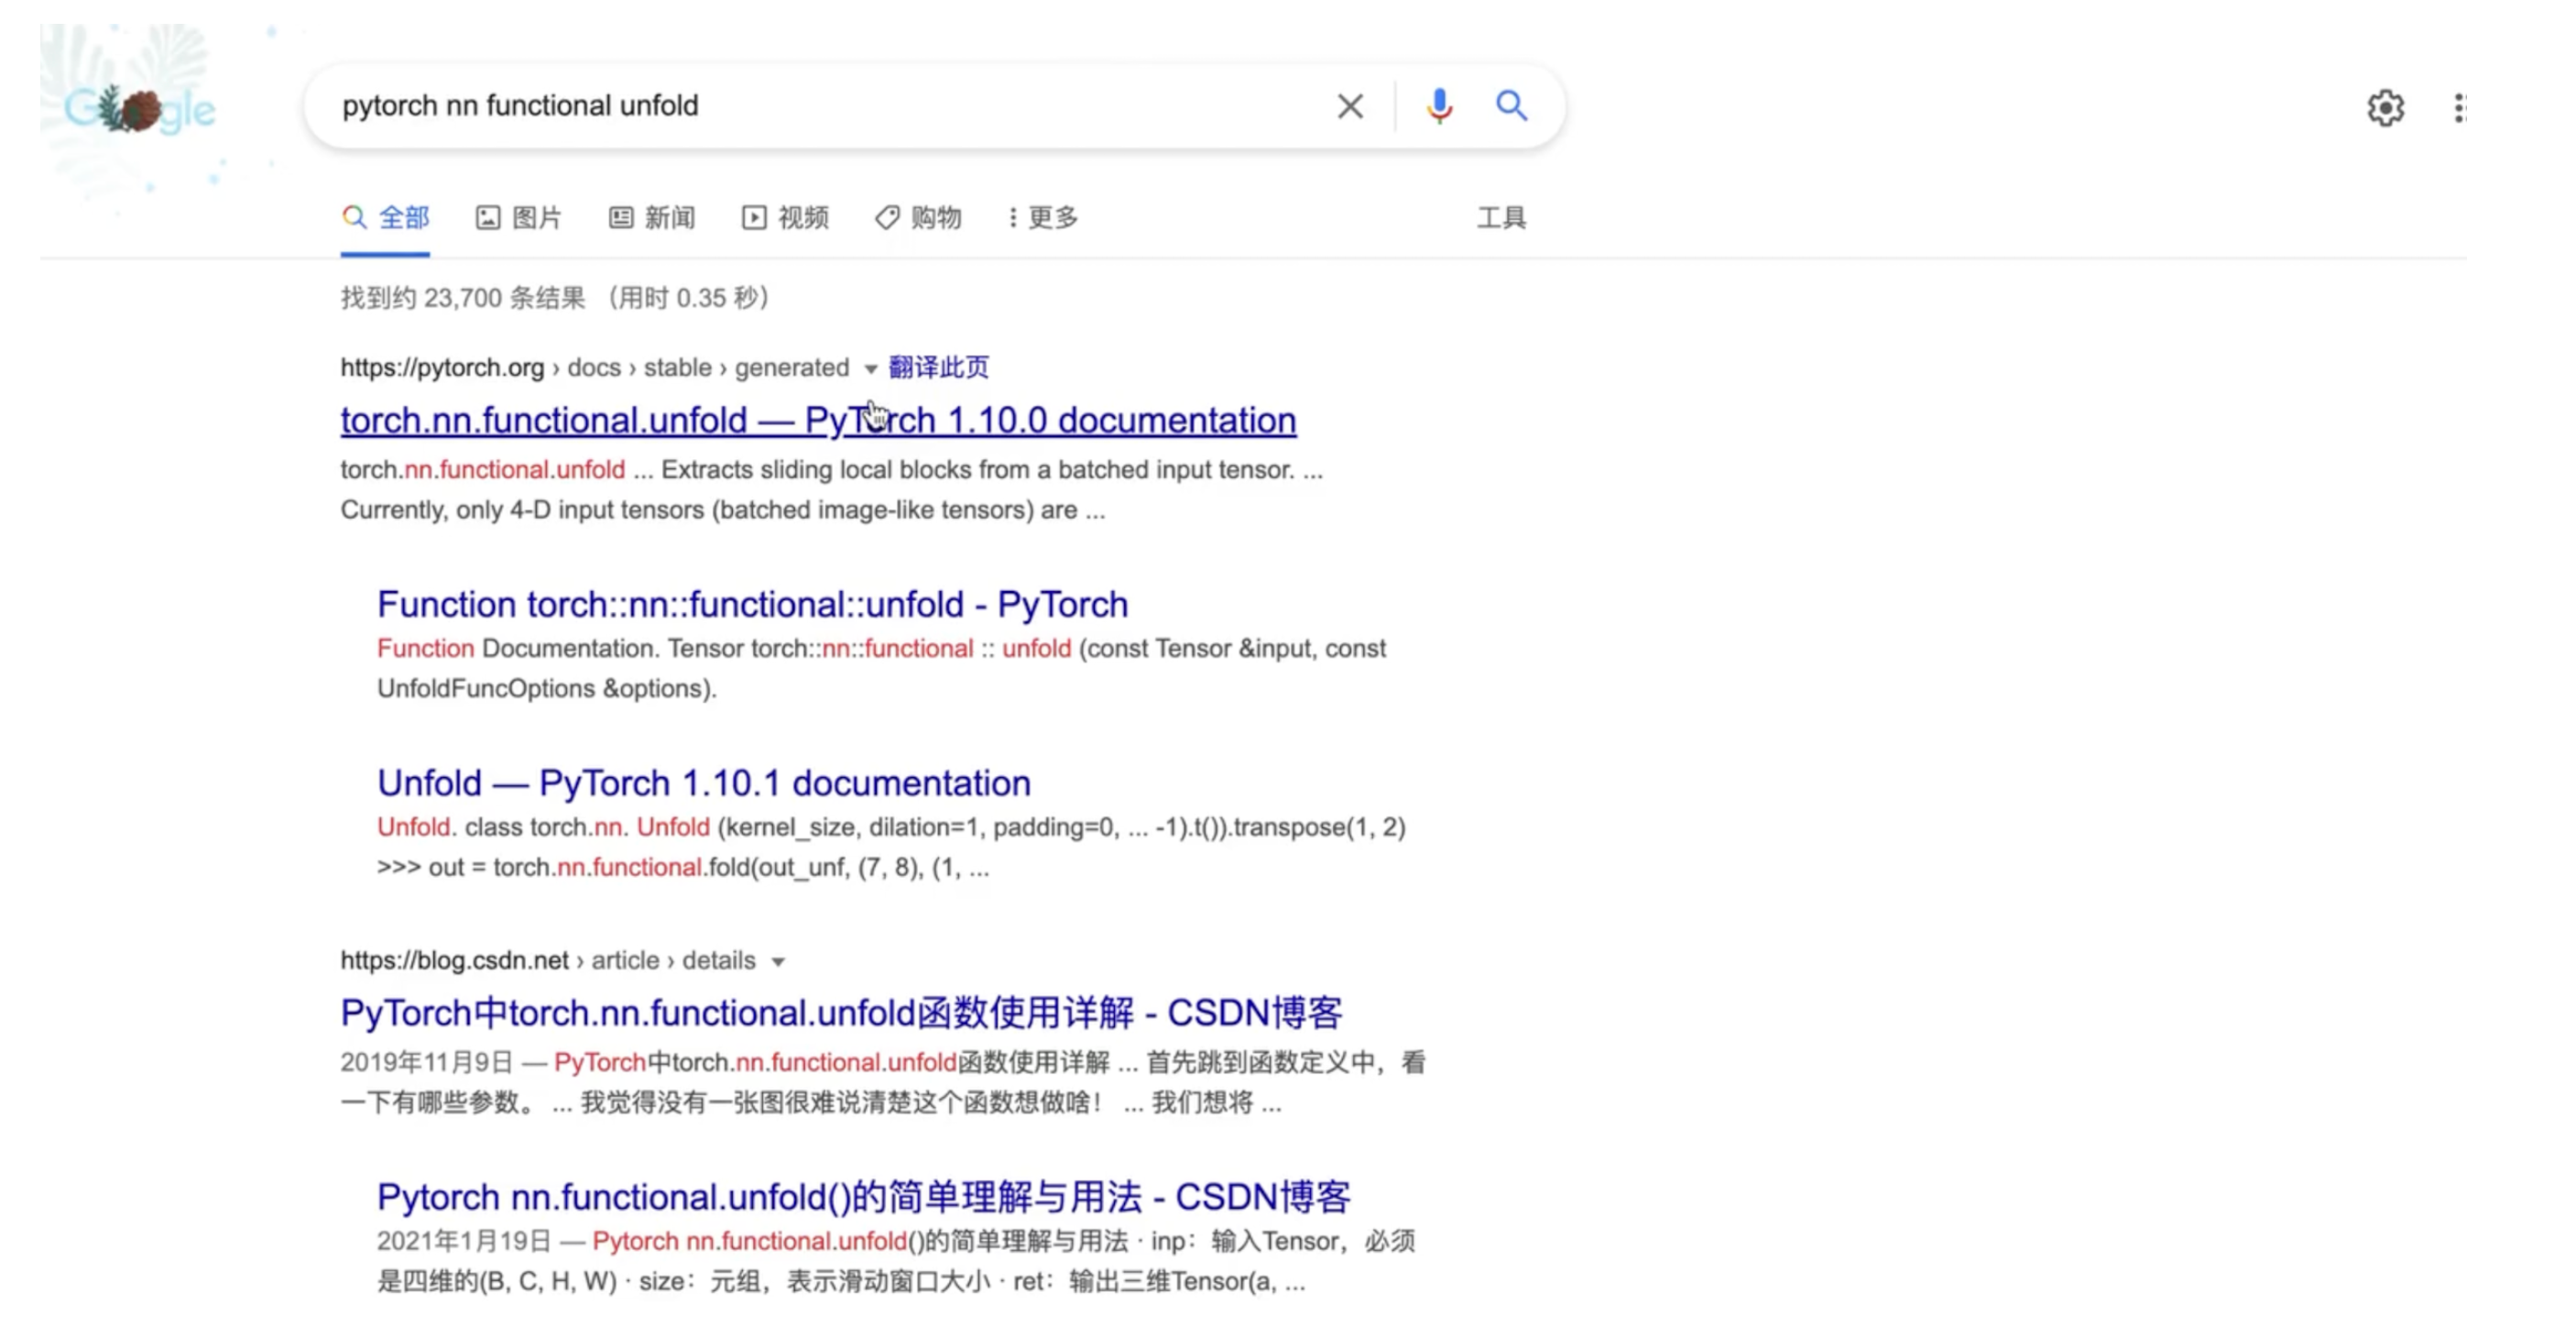 Google
pytorch nn functional unfold
全部 图片 新闻 视频 购物 更多 工具
找到约 23,700 条结果 （用时 0.35 秒）
https://pytorch.org › docs › stable › generated 翻译此页
torch.nn.functional.unfold — PyTorch 1.10.0 documentation
torch.nn.functional.unfold ... Extracts sliding local blocks from a batched input tensor. ...
Currently, only 4-D input tensors (batched image-like tensors) are ...
Function torch::nn::functional::unfold - PyTorch
Function Documentation. Tensor torch::nn::functional :: unfold (const Tensor &input, const
UnfoldFuncOptions &options).
Unfold — PyTorch 1.10.1 documentation
Unfold. class torch.nn. Unfold (kernel_size, dilation=1, padding=0, ... -1).t()).transpose(1, 2)
>>> out = torch.nn.functional.fold(out_unf, (7, 8), (1, ...
https://blog.csdn.net › article › details
PyTorch中torch.nn.functional.unfold函数使用详解 - CSDN博客
2019年11月9日 — PyTorch中torch.nn.functional.unfold函数使用详解 ... 首先跳到函数定义中，看
一下有哪些参数。 ... 我觉得没有一张图很难说清楚这个函数想做啥！ ... 我们想将 ...
Pytorch nn.functional.unfold()的简单理解与用法 - CSDN博客
2021年1月19日 — Pytorch nn.functional.unfold()的简单理解与用法 · inp：输入Tensor，必须
是四维的(B, C, H, W) · size：元组，表示滑动窗口大小 · ret：输出三维Tensor(a, ...